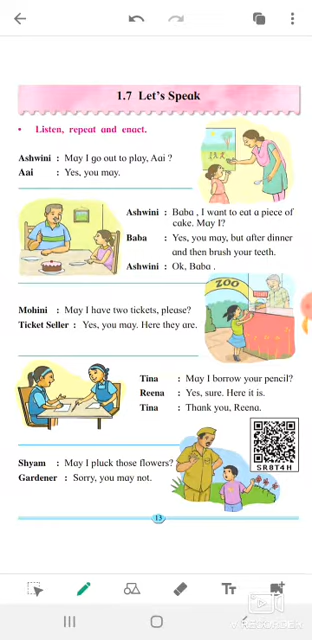 1.7 Let's Speak
• Listen, repeat and enact.
Ashwini : May I go out to play, Aai ?
Aai : Yes, you may.
Ashwini : Baba , I want to eat a piece of
cake. May I?
Baba : Yes, you may, but after dinner
and then brush your teeth.
Ashwini : Ok, Baba .
ZOO
Mohini : May I have two tickets, please?
Ticket Seller : Yes, you may. Here they are.
Tina : May I borrow your pencil?
Reena : Yes, sure. Here it is.
Tina : Thank you, Reena.
Shyam : May I pluck those flowers?
Gardener : Sorry, you may not.
SR8T4H
13
Tт